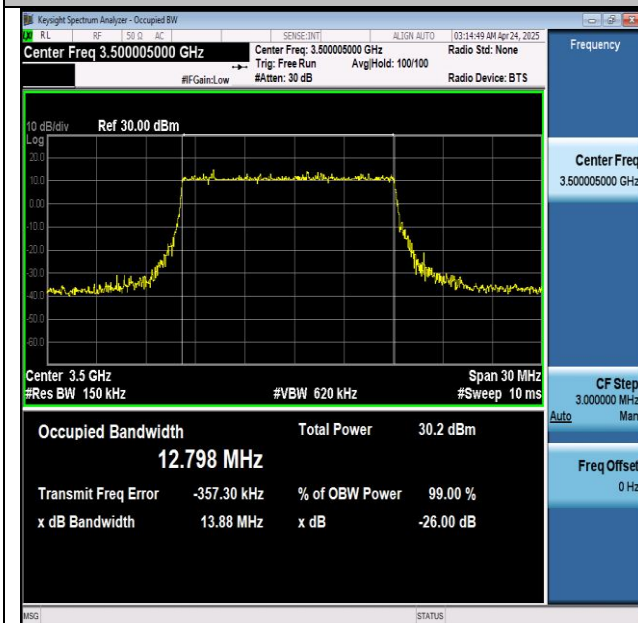 Keysight Spectrum Analyzer - Occupied BW
RL RF 50 Ω AC SENSE:INT ALIGN AUTO 03:14:49 AM Apr 24, 2025
Center Freq 3.500005000 GHz
Center Freq: 3.500005000 GHz
Radio Std: None
Trig: Free Run Avg|Hold: 100/100
#IFGain:Low
#Atten: 30 dB
Radio Device: BTS
10 dB/div Ref 30.00 dBm
Log
20.0
10.0
0.00
-10.0
-20.0
-30.0
-40.0
-50.0
-60.0
Center 3.5 GHz
Span 30 MHz
#Res BW 150 kHz
#VBW 620 kHz
#Sweep 10 ms
Occupied Bandwidth
12.798 MHz
Total Power 30.2 dBm
Transmit Freq Error -357.30 kHz
% of OBW Power 99.00 %
x dB Bandwidth 13.88 MHz
x dB -26.00 dB
Frequency
Center Freq
3.500005000 GHz
CF Step
3.000000 MHz
Auto Man
Freq Offset
0 Hz
MSG
STATUS